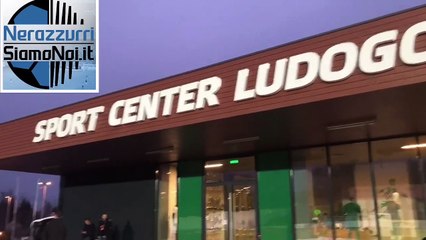 Nerazzurri
SiamoNoi.it
SPORT CENTER LUDOGO